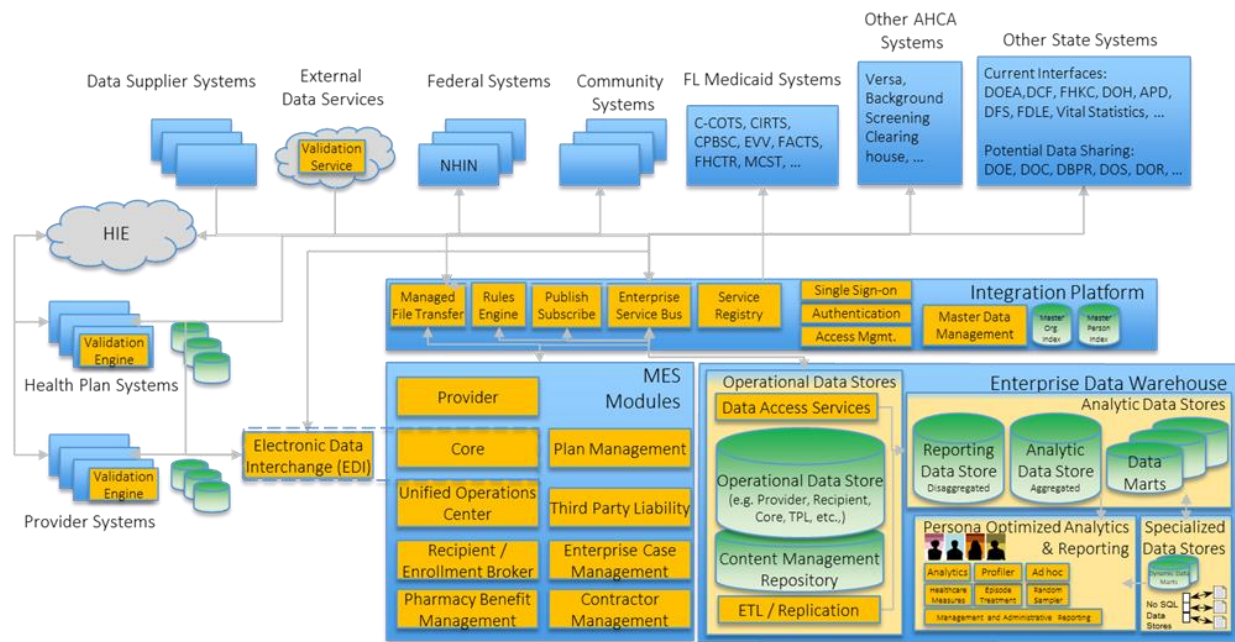 Data Supplier Systems
External
Data Services
Validation
Service
Federal Systems
NHIN
Community
Systems
FL Medicaid Systems
C-COTS, CIRTS,
CPBSC, EVV, FACTS,
FHCTR, MCST, ...
Other AHCA
Systems
Versa,
Background
Screening
Clearing
house, ...
Other State Systems
Current Interfaces:
DOEA,DCF, FHKC, DOH, APD,
DFS, FDLE, Vital Statistics, ...
Potential Data Sharing:
DOE, DOC, DBPR, DOS, DOR, ...
HIE
Validation
Engine
Health Plan Systems
Validation
Engine
Provider Systems
Electronic Data
Interchange (EDI)
Integration Platform
Managed
File Transfer
Rules
Engine
Publish
Subscribe
Enterprise
Service Bus
Service
Registry
Single Sign-on
Authentication
Access Mgmt.
Master Data
Management
Master
Org
Index
Master
Person
Index
MES
Modules
Provider
Core
Plan Management
Unified Operations
Center
Third Party Liability
Recipient /
Enrollment Broker
Enterprise Case
Management
Pharmacy Benefit
Management
Contractor
Management
Operational Data Stores
Data Access Services
Operational Data Store
(e.g. Provider, Recipient,
Core, TPL, etc.,)
Content Management
Repository
ETL / Replication
Enterprise Data Warehouse
Analytic Data Stores
Reporting
Data Store
Disaggregated
Analytic
Data Store
Aggregated
Data
Marts
Persona Optimized Analytics
& Reporting
Analytics
Profiler
Ad hoc
Healthcare
Measures
Episode
Treatment
Random
Sampler
Management and Administrative Reporting
Specialized
Data Stores
Dynamic Data
Marts
No SQL
Data
Stores